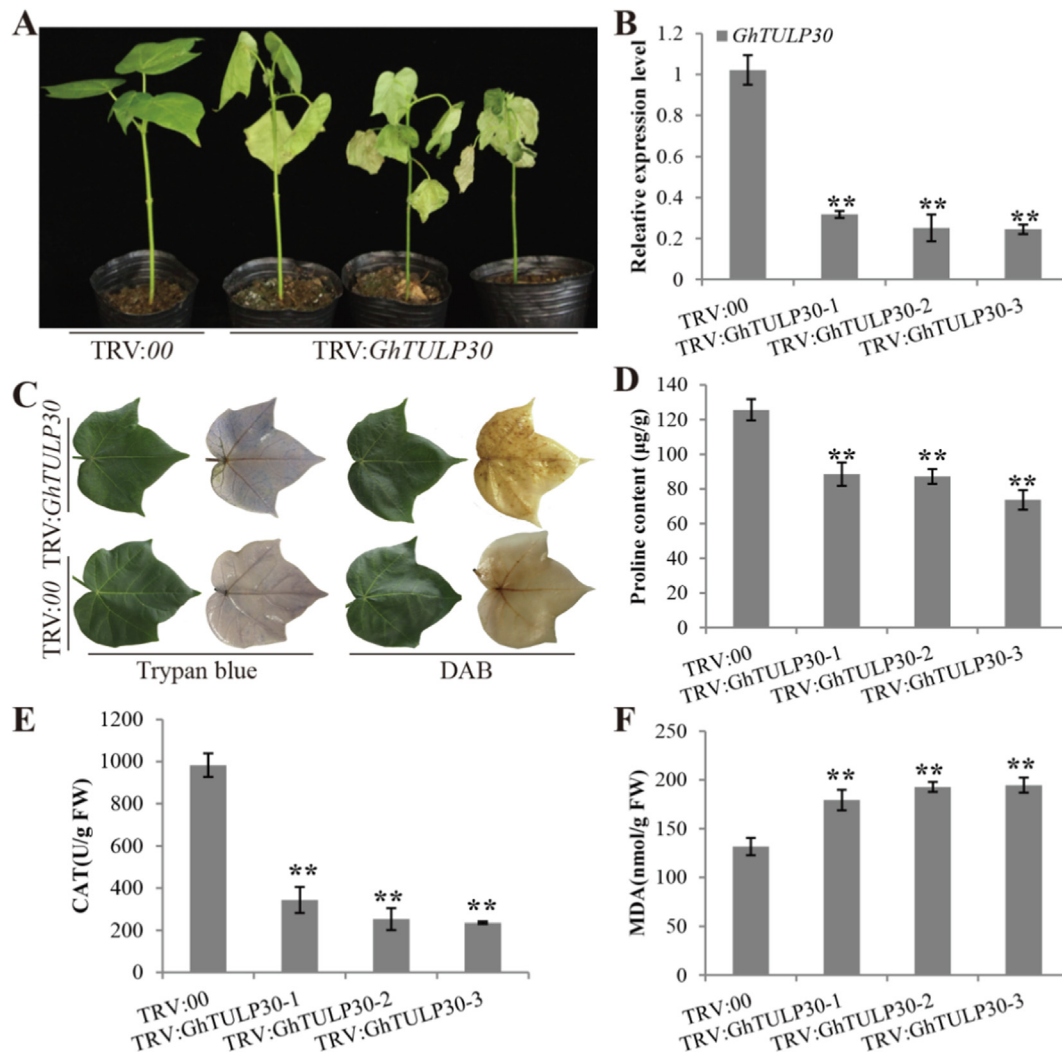 A
TRV:00
TRV:GhTULP30
B
GhTULP30
Releative expression level
1.2
1
0.8
0.6
0.4
0.2
0
**
**
**
TRV:00
TRV:GhTULP30-1
TRV:GhTULP30-2
TRV:GhTULP30-3
C
TRV:GhTULP30
TRV:00
Trypan blue
DAB
D
Proline content (μg/g)
140
120
100
80
60
40
20
0
**
**
**
TRV:00
TRV:GhTULP30-1
TRV:GhTULP30-2
TRV:GhTULP30-3
E
CAT(U/g FW)
1200
1000
800
600
400
200
0
**
**
**
TRV:00
TRV:GhTULP30-1
TRV:GhTULP30-2
TRV:GhTULP30-3
F
MDA(nmol/g FW)
250
200
150
100
50
0
**
**
**
TRV:00
TRV:GhTULP30-1
TRV:GhTULP30-2
TRV:GhTULP30-3